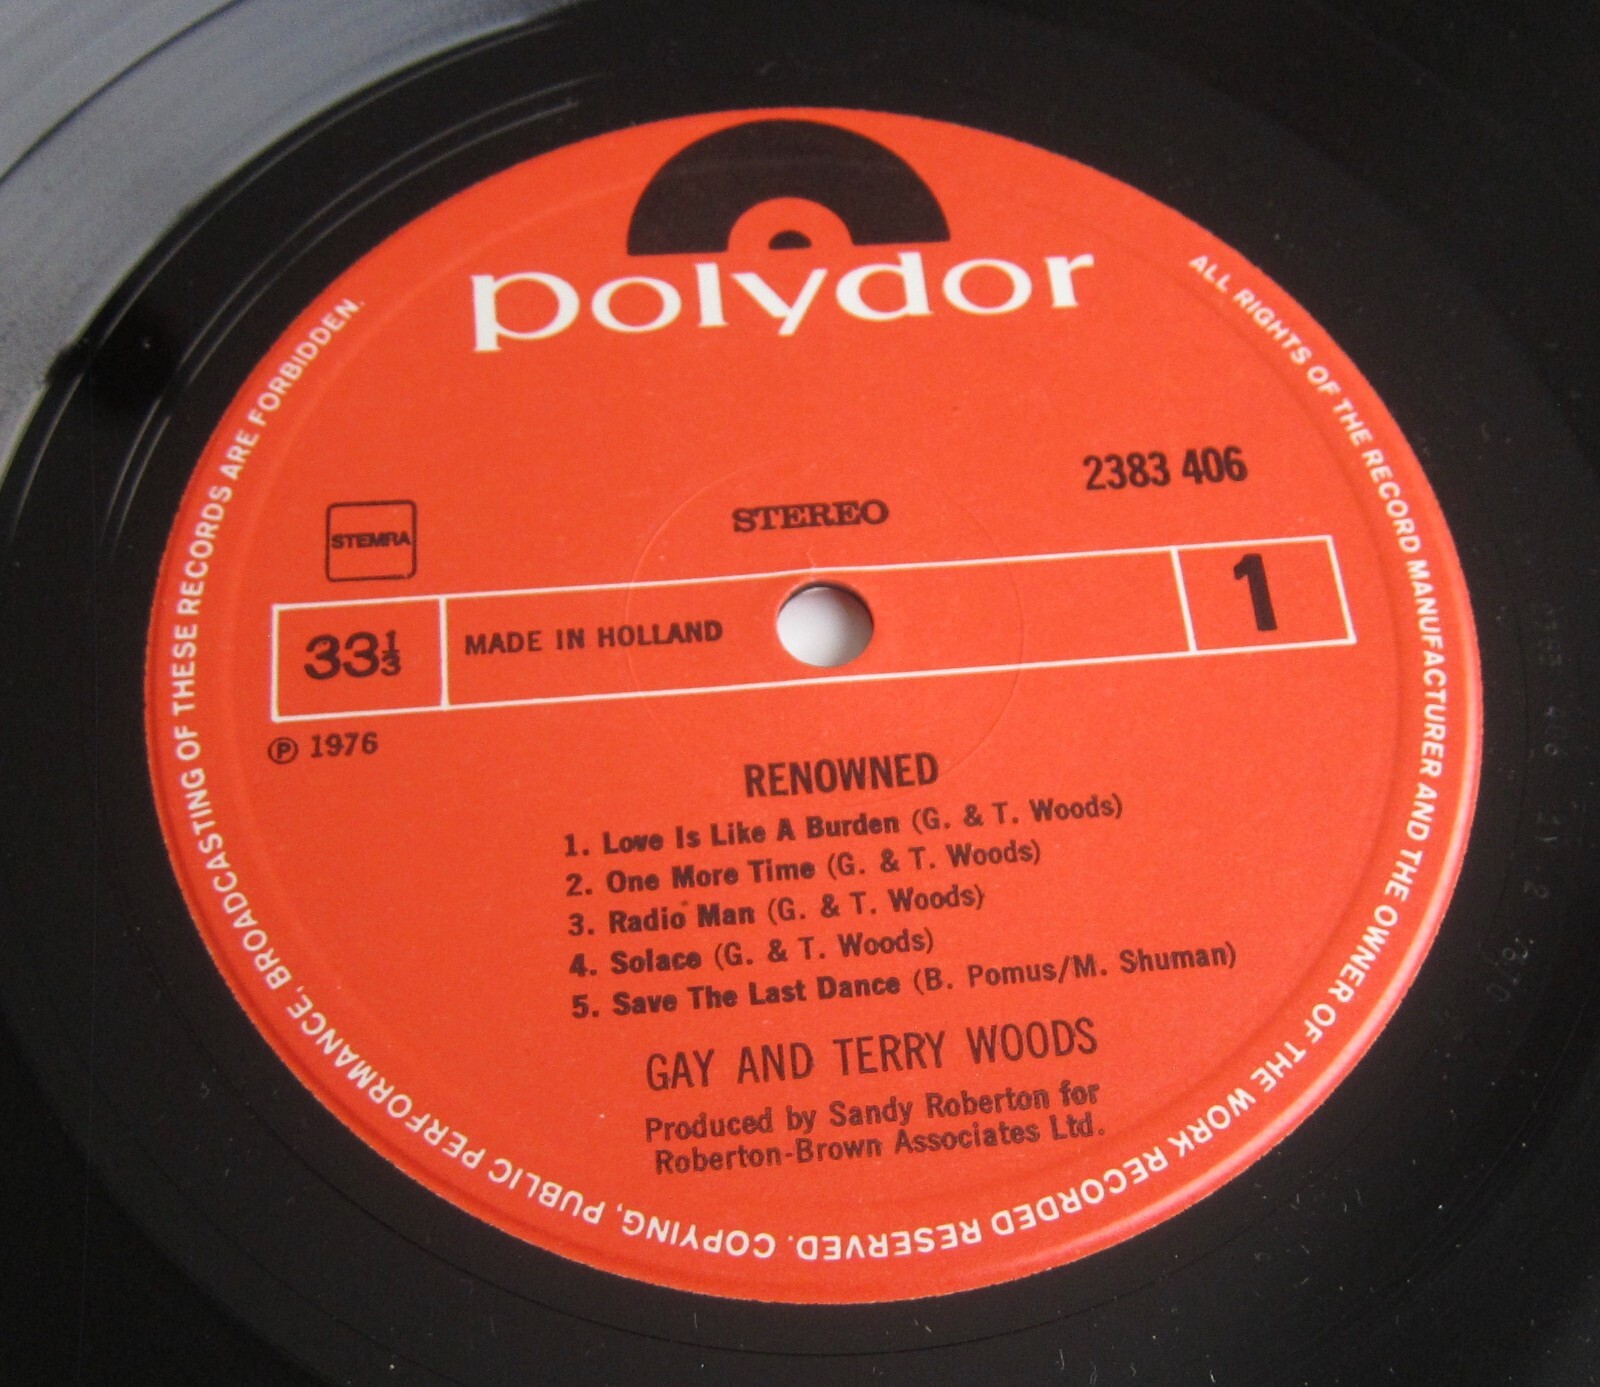 polydor
2383 406
STEREO
STEMRA
33⅓
MADE IN HOLLAND
1
Ⓟ 1976
RENOWNED
1. Love Is Like A Burden (G. & T. Woods)
2. One More Time (G. & T. Woods)
3. Radio Man (G. & T. Woods)
4. Solace (G. & T. Woods)
5. Save The Last Dance (B. Pomus/M. Shuman)
GAY AND TERRY WOODS
Produced by Sandy Roberton for
Roberton-Brown Associates Ltd.
ALL RIGHTS OF THE RECORD MANUFACTURER AND THE OWNER OF THE WORK RECORDED RESERVED. COPYING, PUBLIC PERFORMANCE, BROADCASTING OF THESE RECORDS ARE FORBIDDEN.